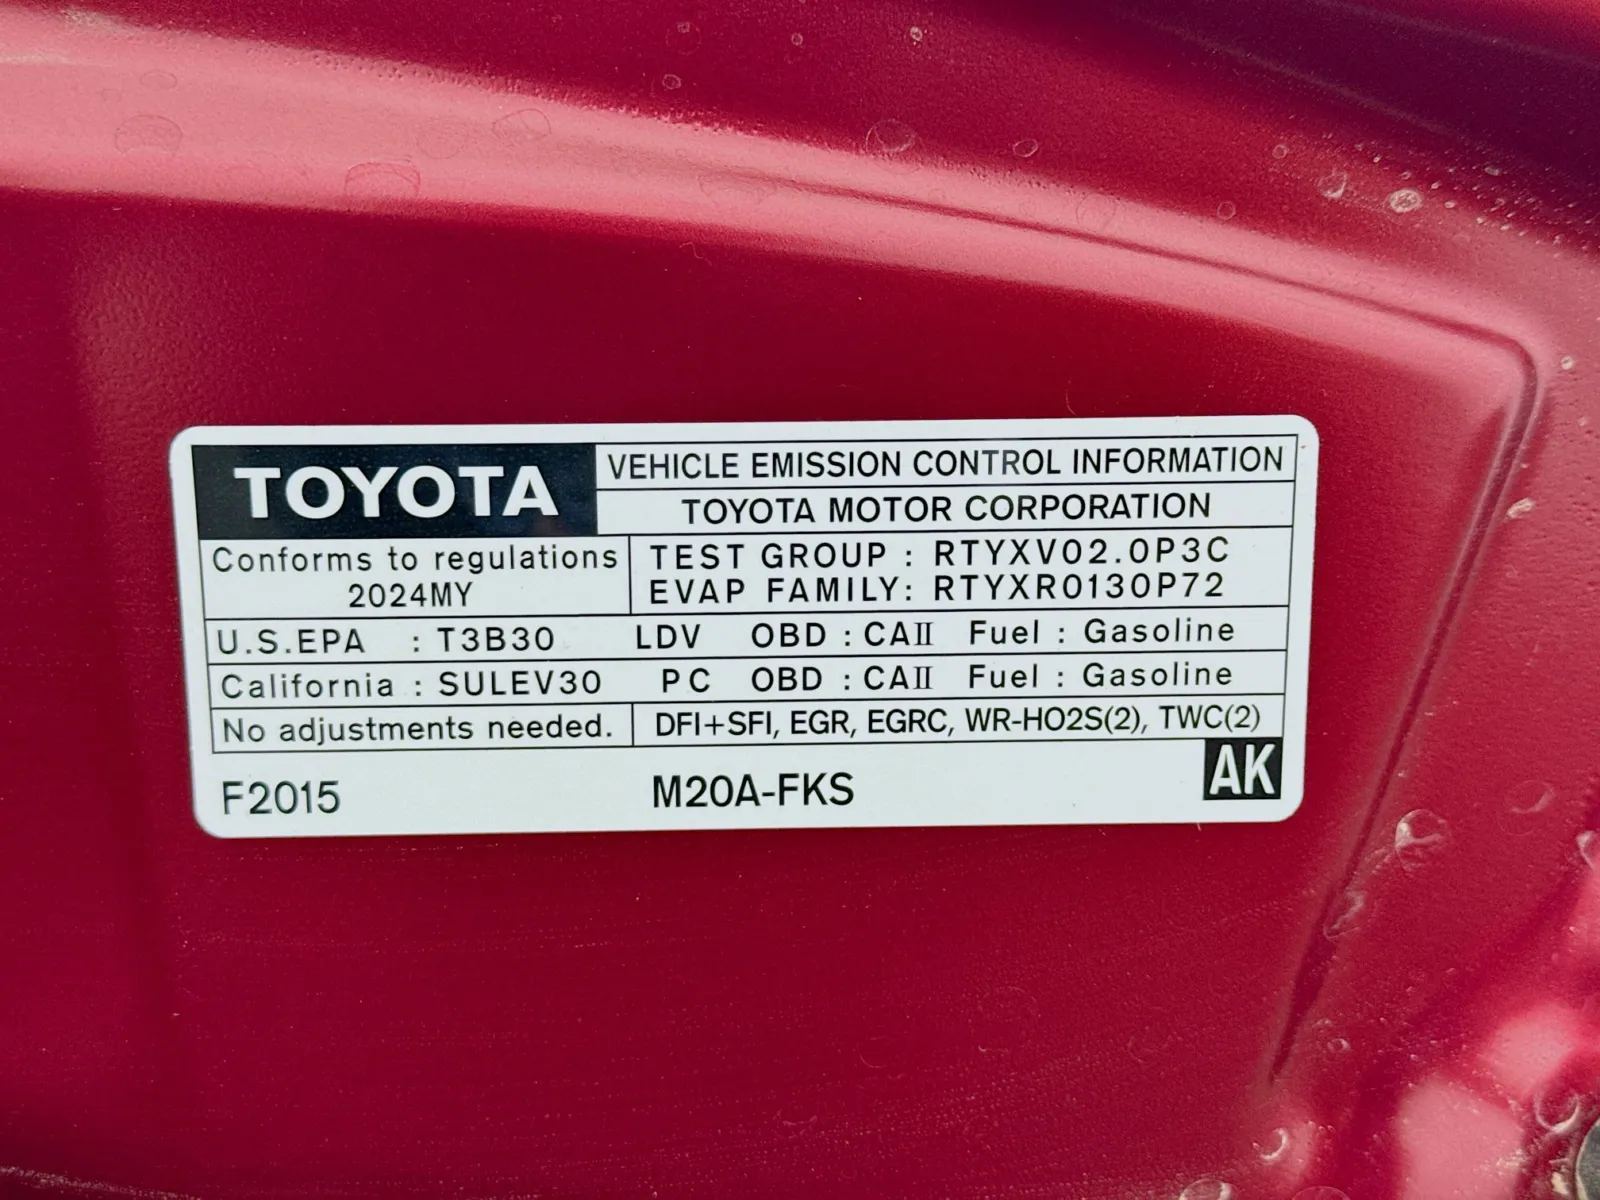 TOYOTA
VEHICLE EMISSION CONTROL INFORMATION
TOYOTA MOTOR CORPORATION
Conforms to regulations
2024MY
TEST GROUP : RTYXV02.0P3C
EVAP FAMILY: RTYXR0130P72
U.S.EPA : T3B30 LDV OBD : CAII Fuel : Gasoline
California : SULEV30 PC OBD : CAII Fuel : Gasoline
No adjustments needed.
DFI+SFI, EGR, EGRC, WR-HO2S(2), TWC(2)
F2015
M20A-FKS
AK